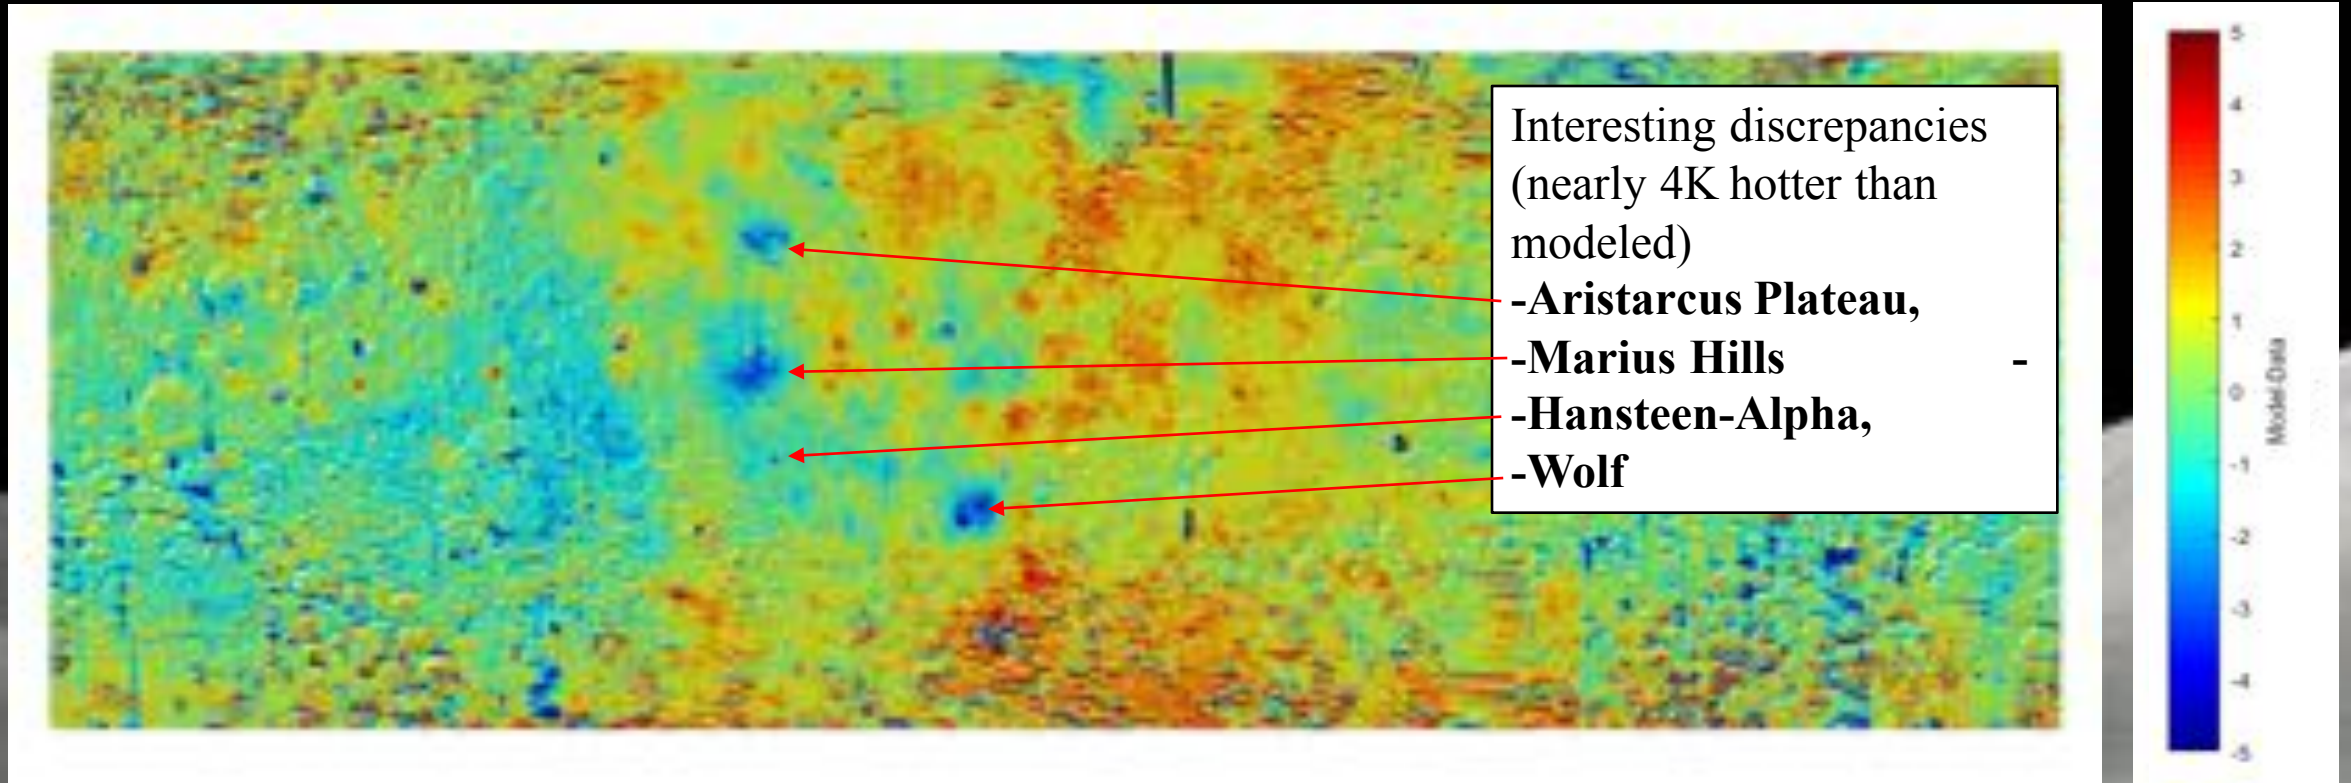 Interesting discrepancies
(nearly 4K hotter than
modeled)
-Aristarcus Plateau,
-Marius Hills -
-Hansteen-Alpha,
-Wolf
5
4
3
2
1
0
-1
-2
-3
-4
-5
Model-Data